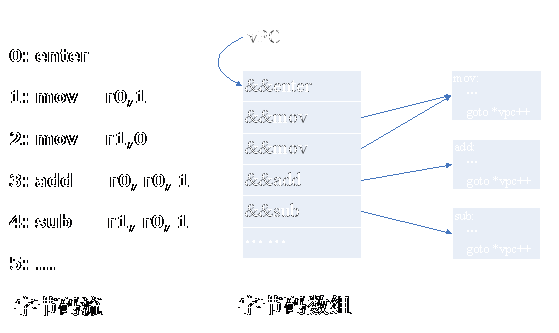 0: enter
1: mov r0, 1
2: mov r1, 0
3: add r0, r0, 1
4: sub r1, r0, 1
5: .....
字节码流
vPC
&&enter
&&mov
&&mov
&&add
&&sub
... ...
字节码数组
mov:
...
goto *vpc++
add:
...
goto *vpc++
sub:
...
goto *vpc++